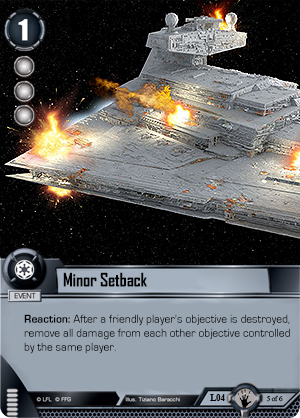 1
Minor Setback
EVENT
Reaction: After a friendly player's objective is destroyed,
remove all damage from each other objective controlled
by the same player.
© LFL © FFG
Illus. Tiziano Baracchi
L04
5 of 6